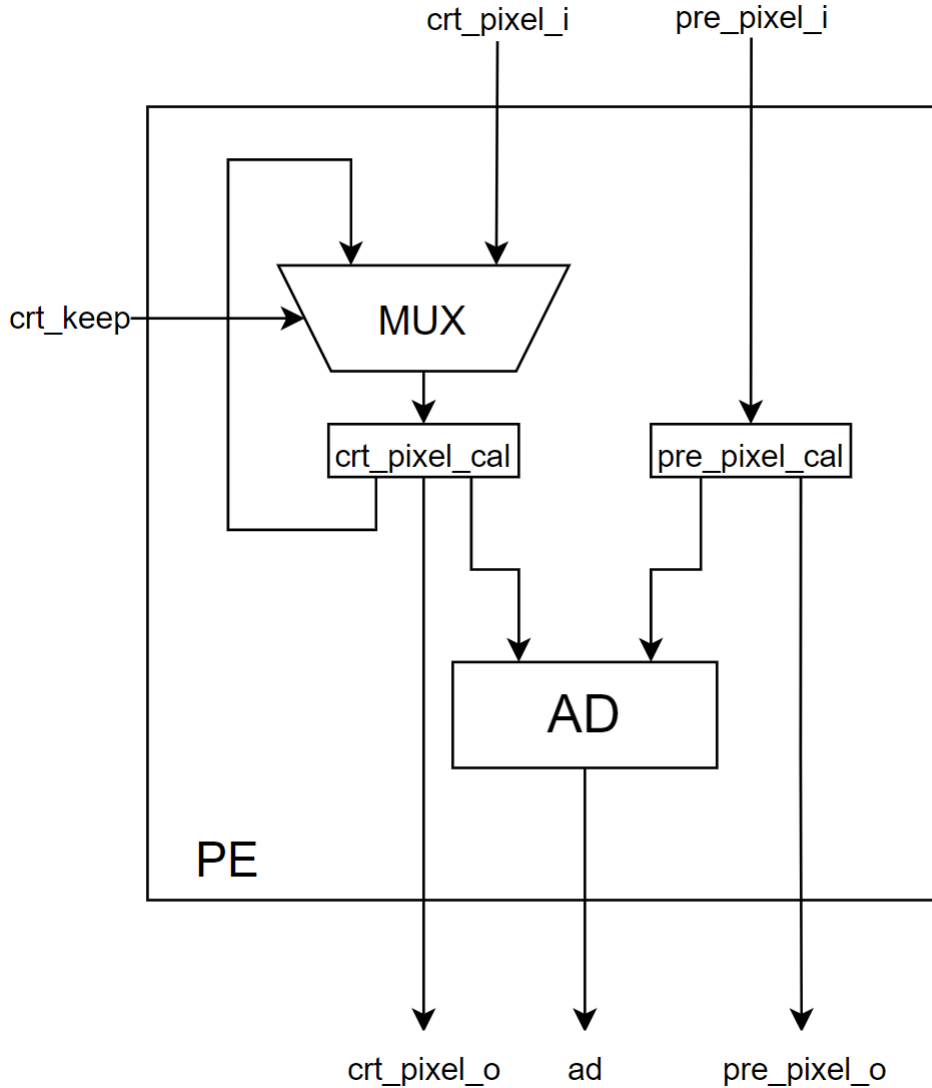 crt_pixel_i
pre_pixel_i
crt_keep
MUX
crt_pixel_cal
pre_pixel_cal
AD
PE
crt_pixel_o
ad
pre_pixel_o